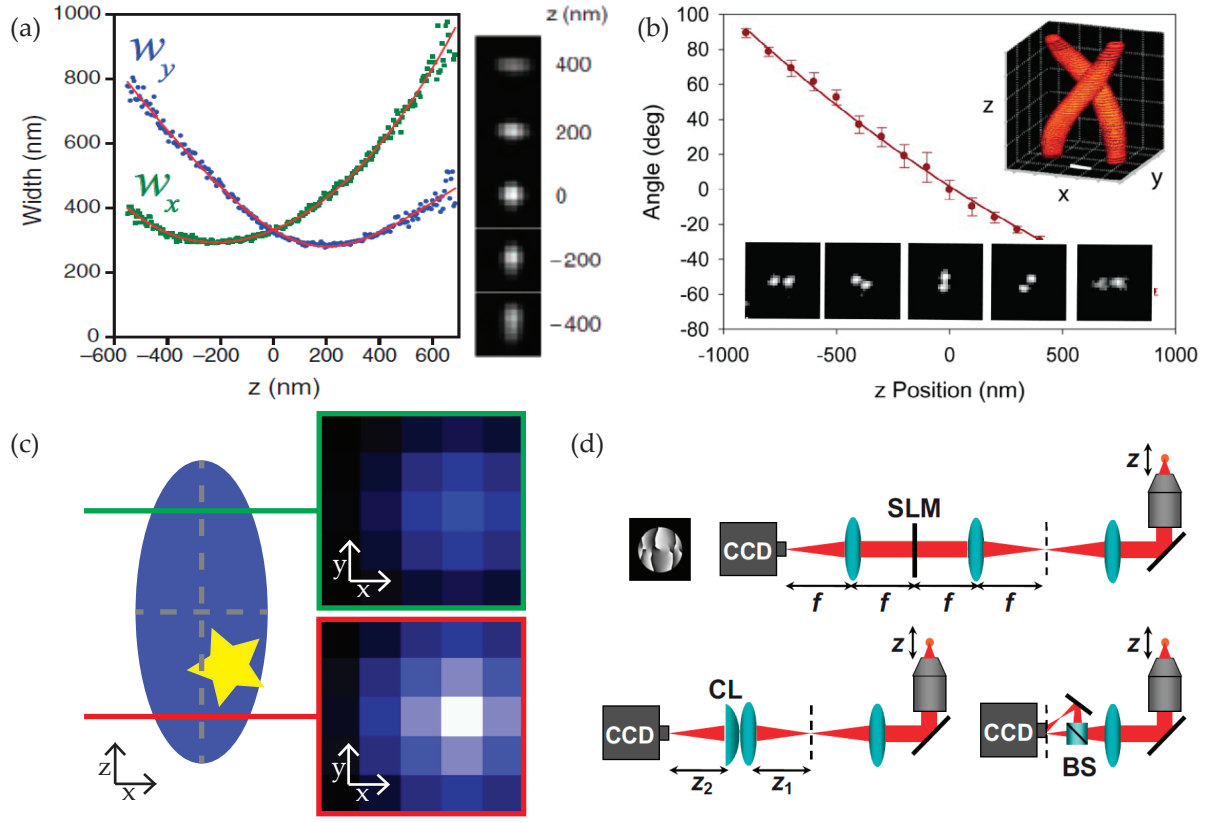 (a)
1000
800
600
400
200
0
Width (nm)
wy
wx
−600
−400
−200
0
200
400
600
z (nm)
z (nm)
400
200
0
−200
−400
(b)
100
80
60
40
20
0
-20
-40
-60
-80
Angle (deg)
z
x
y
-1000
-500
0
500
1000
z Position (nm)
(c)
z
x
y
x
y
x
(d)
z
SLM
CCD
f
f
f
f
z
CL
CCD
z2
z1
z
CCD
BS